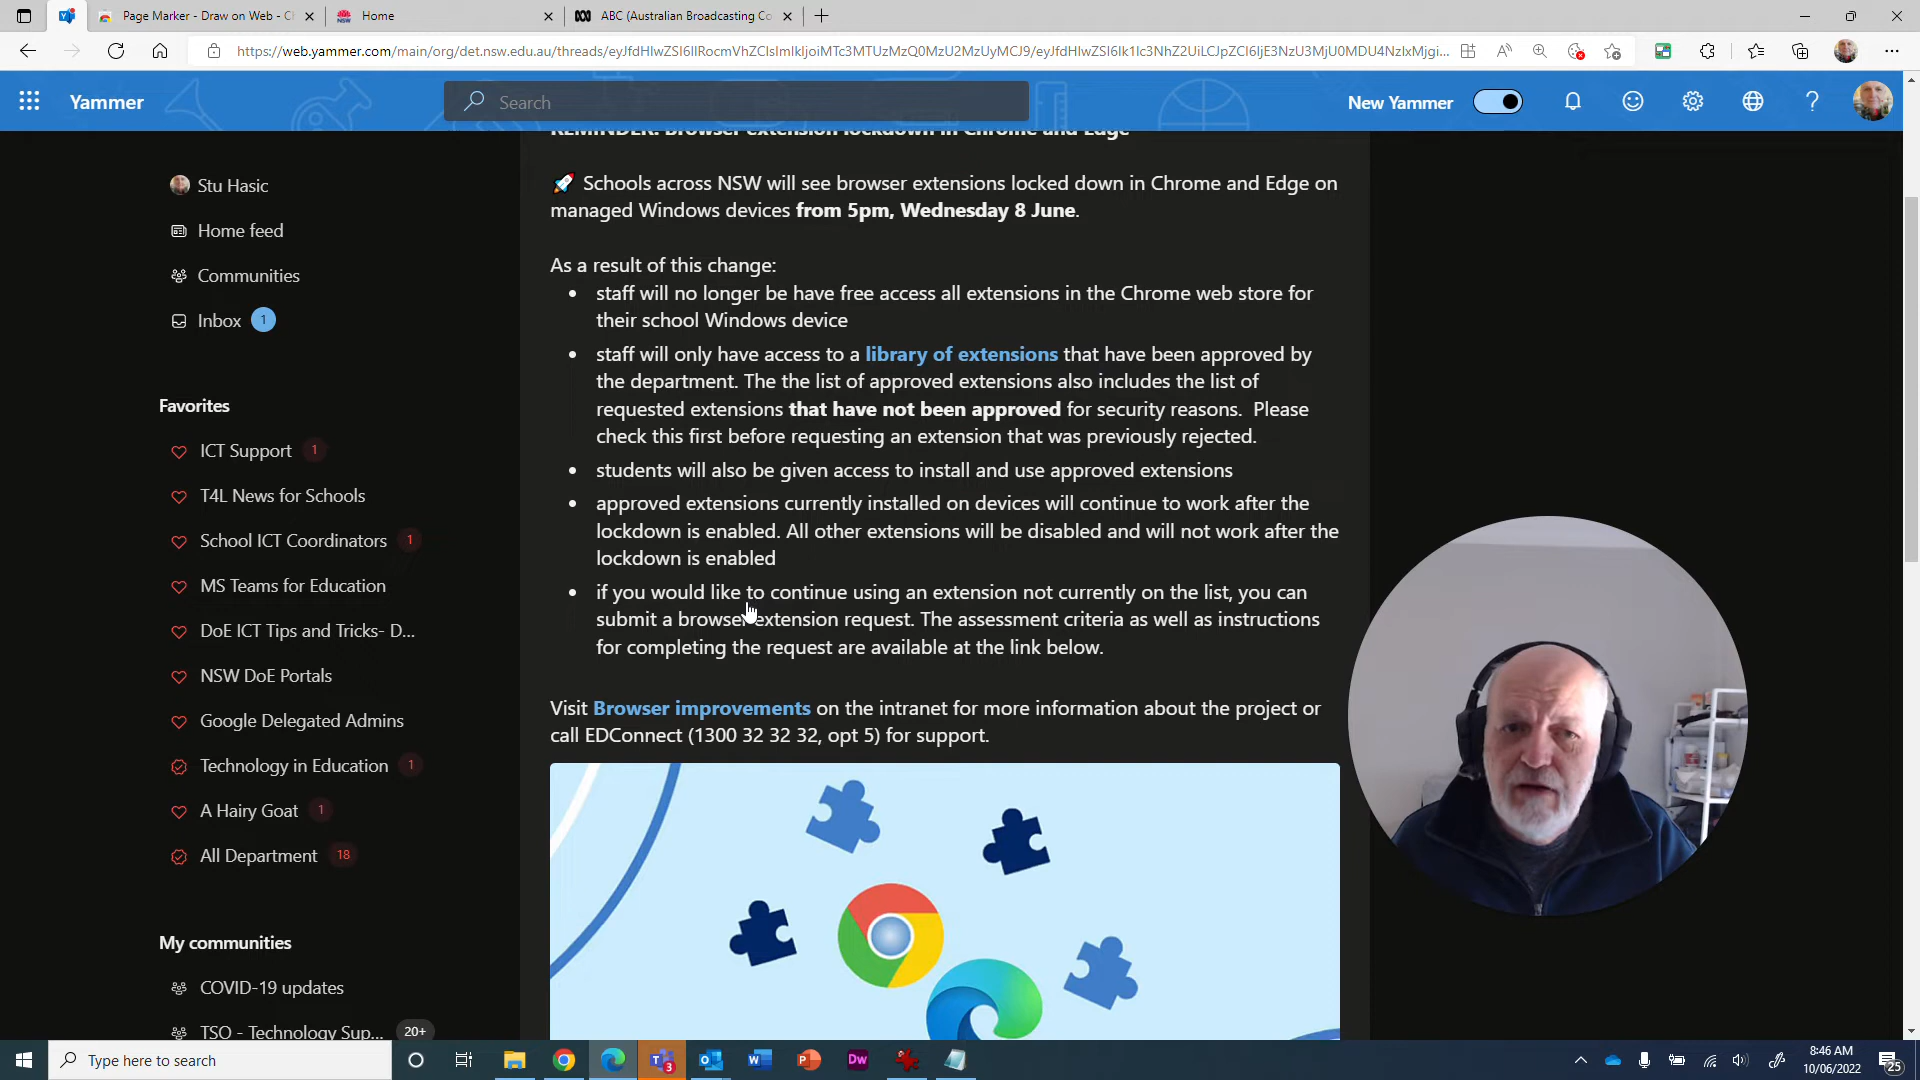 Page Marker - Draw on Web - C
Home
ABC (Australian Broadcasting Co
Yammer
Search
New Yammer
REMINDER: Browser extension lockdown in Chrome and Edge
🚀 Schools across NSW will see browser extensions locked down in Chrome and Edge on
managed Windows devices from 5pm, Wednesday 8 June.
As a result of this change:
• staff will no longer be have free access all extensions in the Chrome web store for
their school Windows device
• staff will only have access to a library of extensions that have been approved by
the department. The the list of approved extensions also includes the list of
requested extensions that have not been approved for security reasons. Please
check this first before requesting an extension that was previously rejected.
• students will also be given access to install and use approved extensions
• approved extensions currently installed on devices will continue to work after the
lockdown is enabled. All other extensions will be disabled and will not work after the
lockdown is enabled
• if you would like to continue using an extension not currently on the list, you can
submit a browser extension request. The assessment criteria as well as instructions
for completing the request are available at the link below.
Visit Browser improvements on the intranet for more information about the project or
call EDConnect (1300 32 32 32, opt 5) for support.
Stu Hasic
Home feed
Communities
Inbox 1
Favorites
ICT Support 1
T4L News for Schools
School ICT Coordinators 1
MS Teams for Education
DoE ICT Tips and Tricks- D...
NSW DoE Portals
Google Delegated Admins
Technology in Education 1
A Hairy Goat 1
All Department 18
My communities
COVID-19 updates
TSO - Technology Sup... 20+
Type here to search
8:46 AM
10/06/2022
25